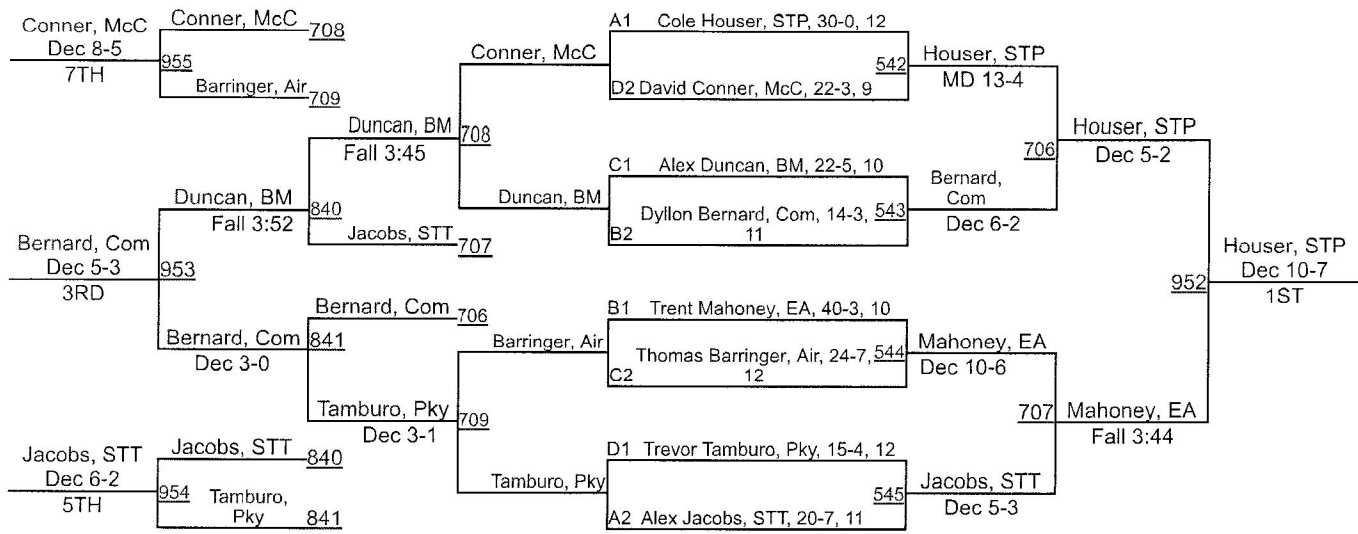 Conner, McC
Dec 8-5
7TH
Conner, McC
708
955
Barringer, Air
709
Duncan, BM
Fall 3:45
Conner, McC
708
Duncan, BM
Duncan, BM
Fall 3:52
840
Jacobs, STT
707
Bernard, Com
Dec 5-3
3RD
953
Bernard, Com
Dec 3-0
Bernard, Com
706
841
Tamburo, Pky
Dec 3-1
Barringer, Air
709
Tamburo, Pky
Jacobs, STT
Dec 6-2
5TH
Jacobs, STT
840
954
Tamburo,
Pky
841
A1 Cole Houser, STP, 30-0, 12
542
D2 David Conner, McC, 22-3, 9
C1 Alex Duncan, BM, 22-5, 10
Dyllon Bernard, Com, 14-3,
543
B2 11
B1 Trent Mahoney, EA, 40-3, 10
Thomas Barringer, Air, 24-7,
544
C2 12
D1 Trevor Tamburo, Pky, 15-4, 12
545
A2 Alex Jacobs, STT, 20-7, 11
Houser, STP
MD 13-4
706
Bernard,
Com
Dec 6-2
Mahoney, EA
Dec 10-6
707
Jacobs, STT
Dec 5-3
Houser, STP
Dec 5-2
952
Mahoney, EA
Fall 3:44
Houser, STP
Dec 10-7
1ST